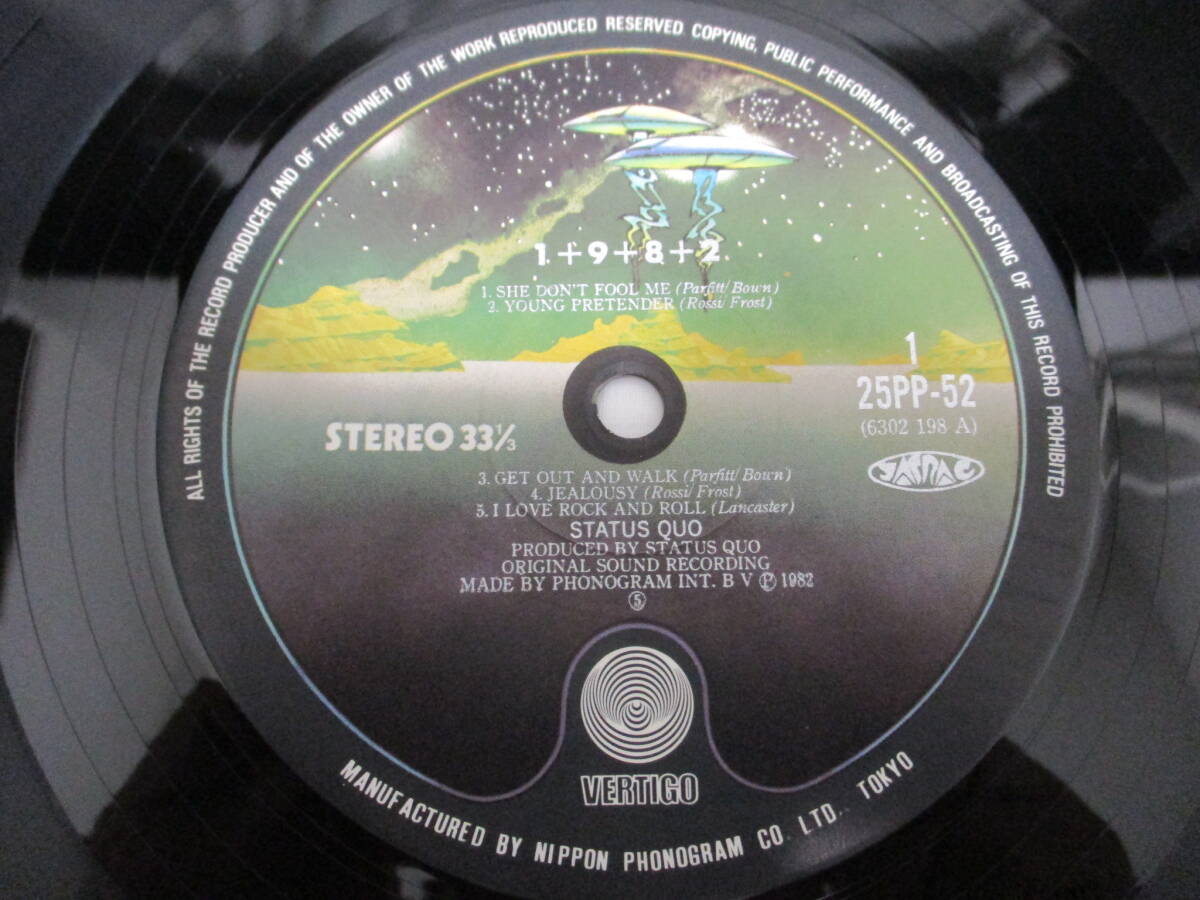 ALL RIGHTS OF THE RECORD PRODUCER AND OF THE OWNER OF THE WORK REPRODUCED RESERVED COPYING, PUBLIC PERFORMANCE AND BROADCASTING OF THIS RECORD PROHIBITED
1+9+8+2
1. SHE DON'T FOOL ME (Parfitt/Bown)
2. YOUNG PRETENDER (Rossi/Frost)
1
25PP-52
(6302 198 A)
STEREO 33⅓
JASRAC
3. GET OUT AND WALK (Parfitt/Bown)
4. JEALOUSY (Rossi/Frost)
5. I LOVE ROCK AND ROLL (Lancaster)
STATUS QUO
PRODUCED BY STATUS QUO
ORIGINAL SOUND RECORDING
MADE BY PHONOGRAM INT. B V Ⓟ 1982
⑤
VERTIGO
MANUFACTURED BY NIPPON PHONOGRAM CO. LTD., TOKYO